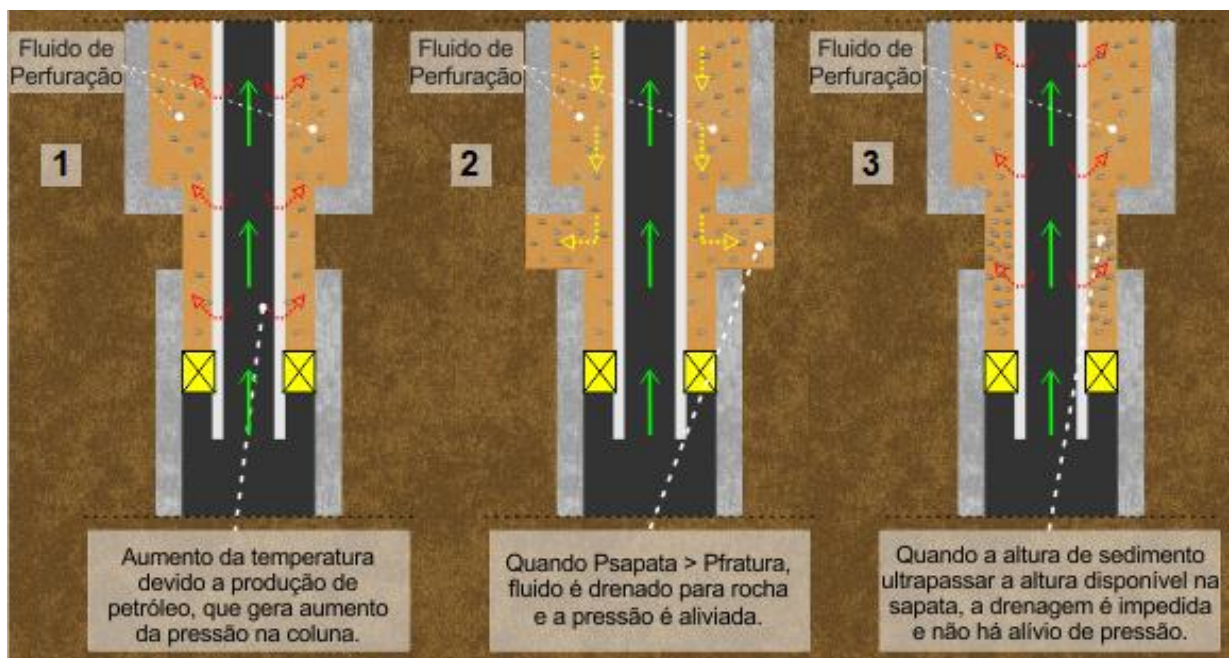 Fluido de
Perfuração
1
Fluido de
Perfuração
2
Fluido de
Perfuração
3
Aumento da temperatura
devido a produção de
petróleo, que gera aumento
da pressão na coluna.
Quando Psapata > Pfratura,
fluido é drenado para rocha
e a pressão é aliviada.
Quando a altura de sedimento
ultrapassar a altura disponível na
sapata, a drenagem é impedida
e não há alívio de pressão.